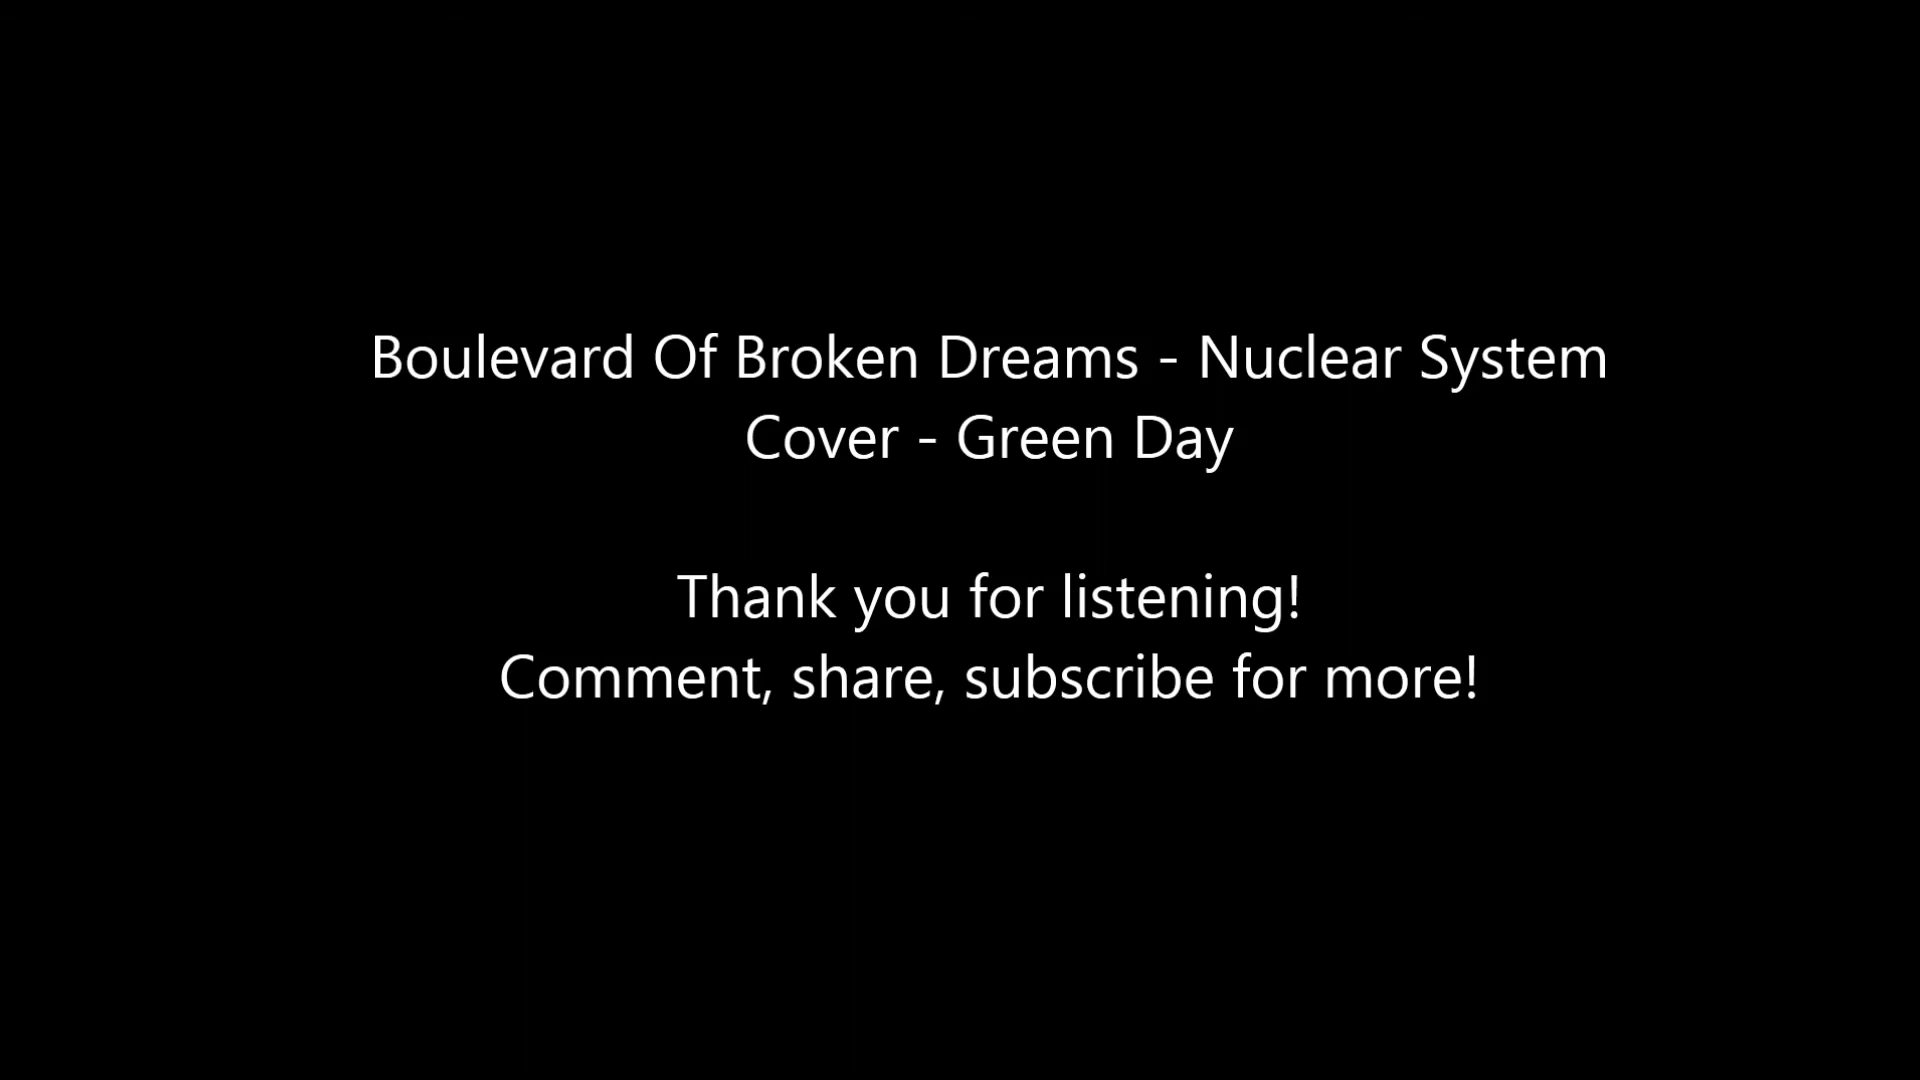 Boulevard Of Broken Dreams - Nuclear System
Cover - Green Day
Thank you for listening!
Comment, share, subscribe for more!